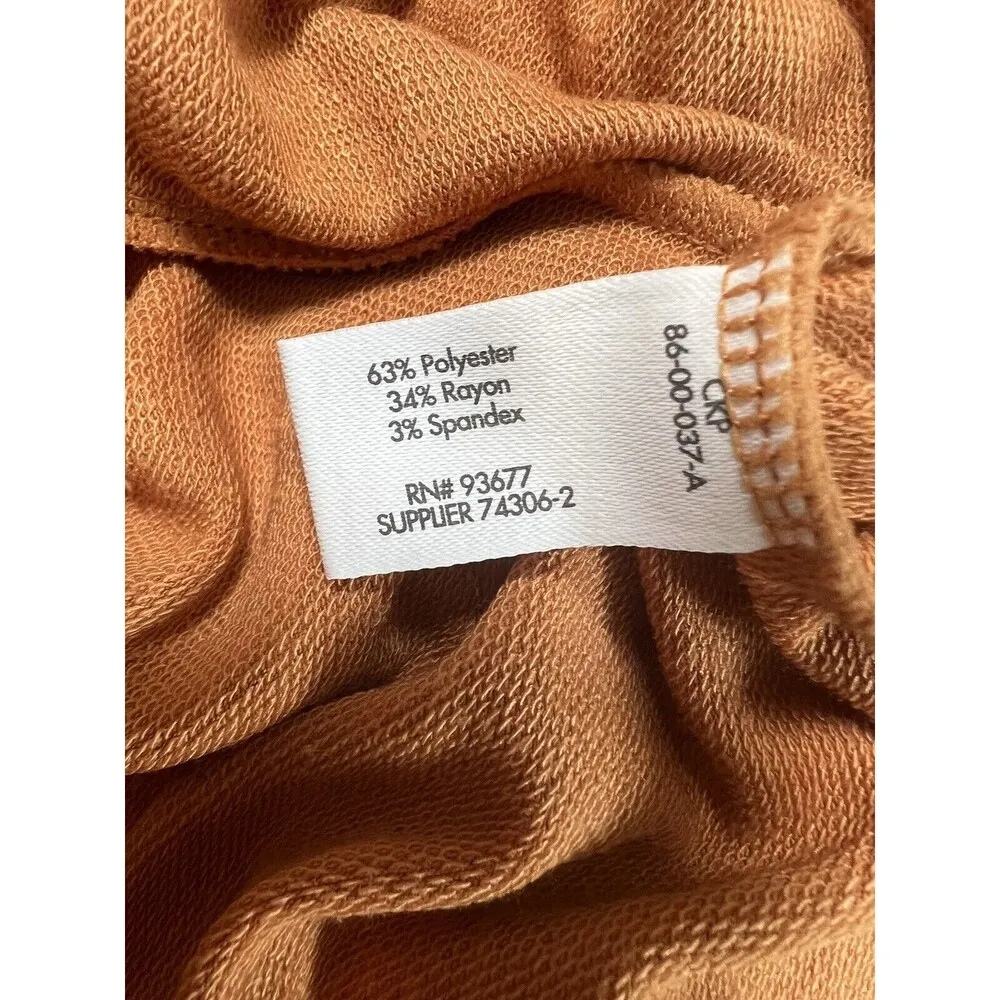 63% Polyester
34% Rayon
3% Spandex
RN# 93677
SUPPLIER 74306-2
CKP
86-00-037-A